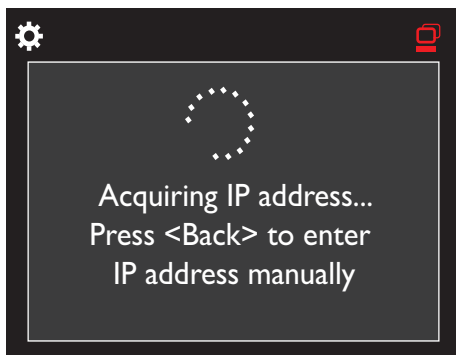 Acquiring IP address...
Press <Back> to enter
IP address manually